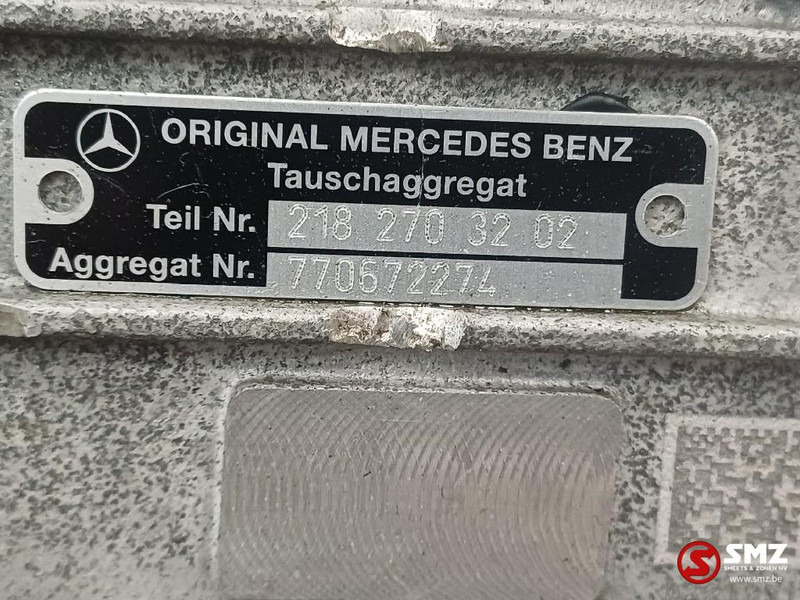 ORIGINAL MERCEDES BENZ
Tauschaggregat
Teil Nr. 218 270 32 02
Aggregat Nr. 770672274
SMZ
SMEETS & ZONEN NV
www.smz.be